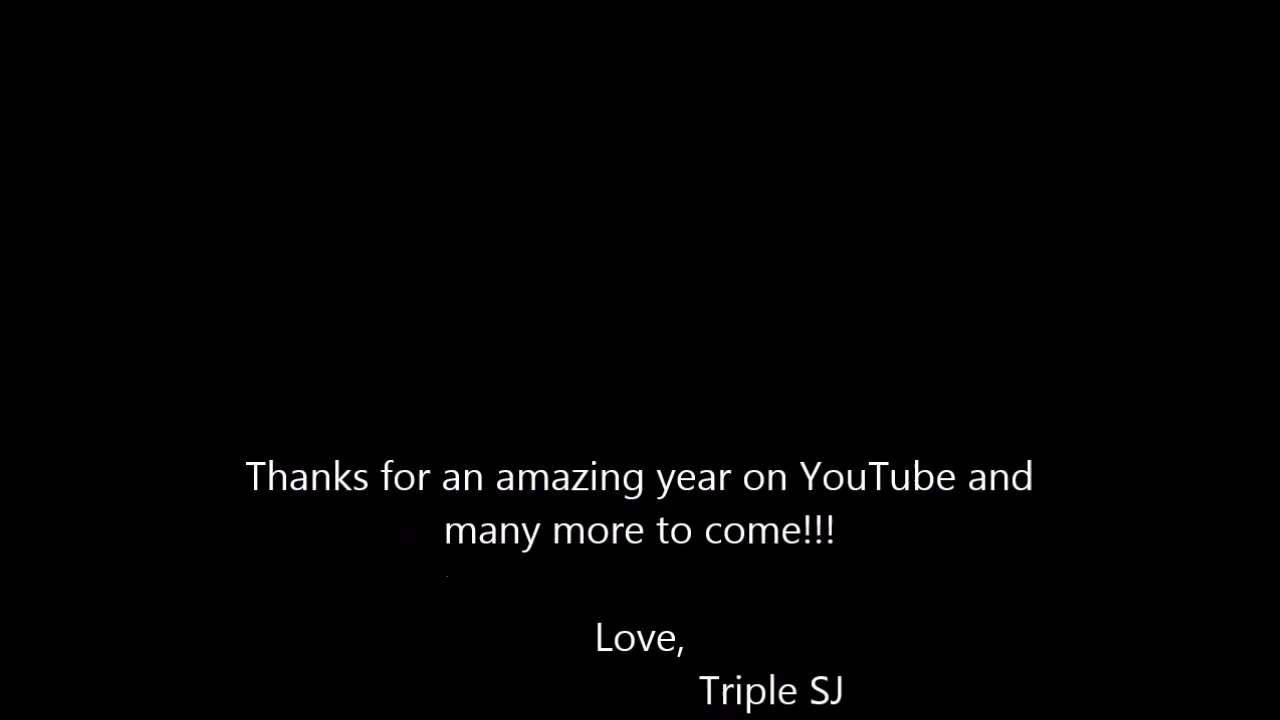 Thanks for an amazing year on YouTube and
many more to come!!!
Love,
Triple SJ